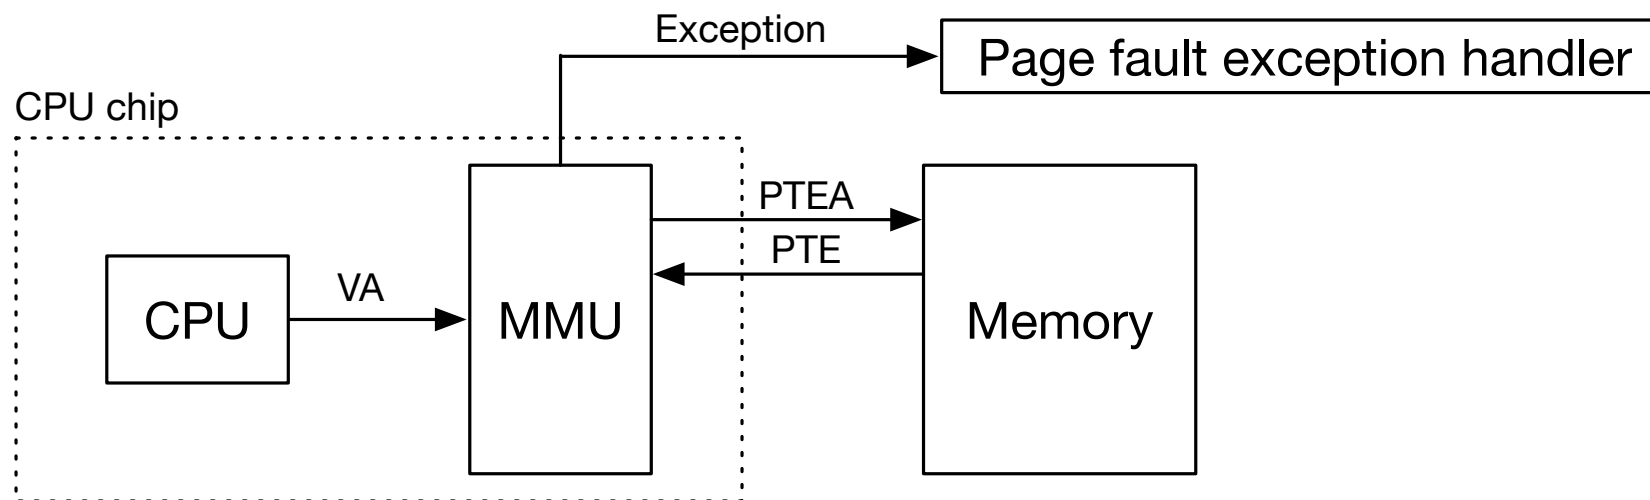 Exception
Page fault exception handler
CPU chip
PTEA
PTE
VA
CPU
MMU
Memory